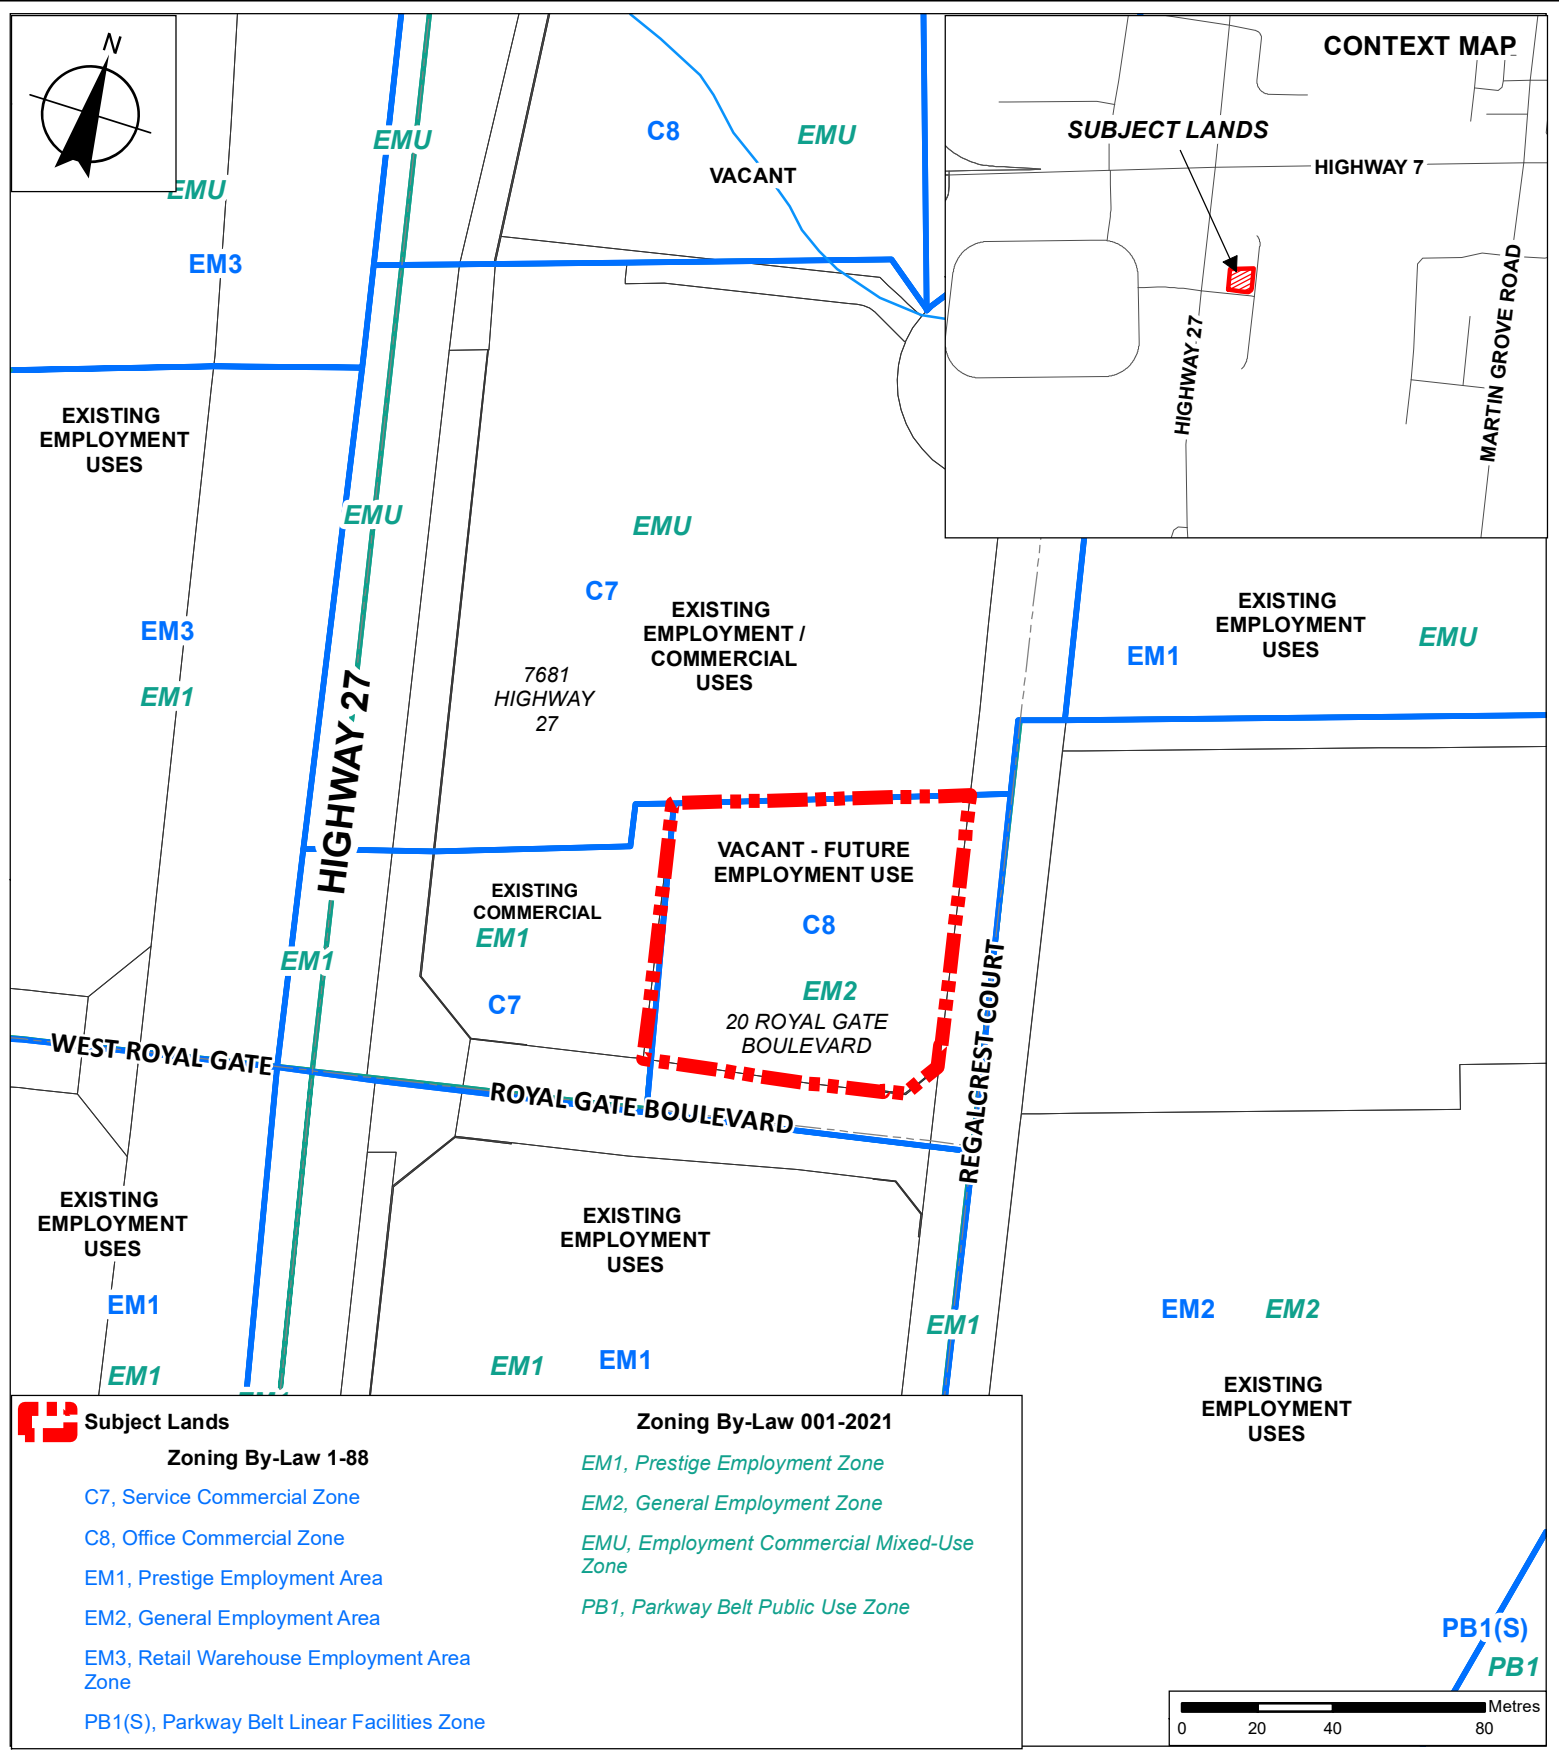 N
CONTEXT MAP
SUBJECT LANDS
HIGHWAY 7
HIGHWAY 27
MARTIN GROVE ROAD
EMU
EMU
EM3
C8
EMU
VACANT
EXISTING
EMPLOYMENT
USES
EMU
EMU
C7
EXISTING
EMPLOYMENT /
COMMERCIAL
USES
7681
HIGHWAY
27
EM3
EM1
EXISTING
EMPLOYMENT
USES
EMU
EM1
HIGHWAY 27
VACANT - FUTURE
EMPLOYMENT USE
C8
EM2
20 ROYAL GATE
BOULEVARD
EXISTING
COMMERCIAL
EM1
C7
EM1
WEST ROYAL GATE
ROYAL GATE BOULEVARD
REGALCREST COURT
EXISTING
EMPLOYMENT
USES
EM1
EM1
EXISTING
EMPLOYMENT
USES
EM1
EM1
EM1
EM2
EM2
EXISTING
EMPLOYMENT
USES
PB1(S)
PB1
Subject Lands
Zoning By-Law 1-88
C7, Service Commercial Zone
C8, Office Commercial Zone
EM1, Prestige Employment Area
EM2, General Employment Area
EM3, Retail Warehouse Employment Area
Zone
PB1(S), Parkway Belt Linear Facilities Zone
Zoning By-Law 001-2021
EM1, Prestige Employment Zone
EM2, General Employment Zone
EMU, Employment Commercial Mixed-Use
Zone
PB1, Parkway Belt Public Use Zone
Metres
0 20 40 80